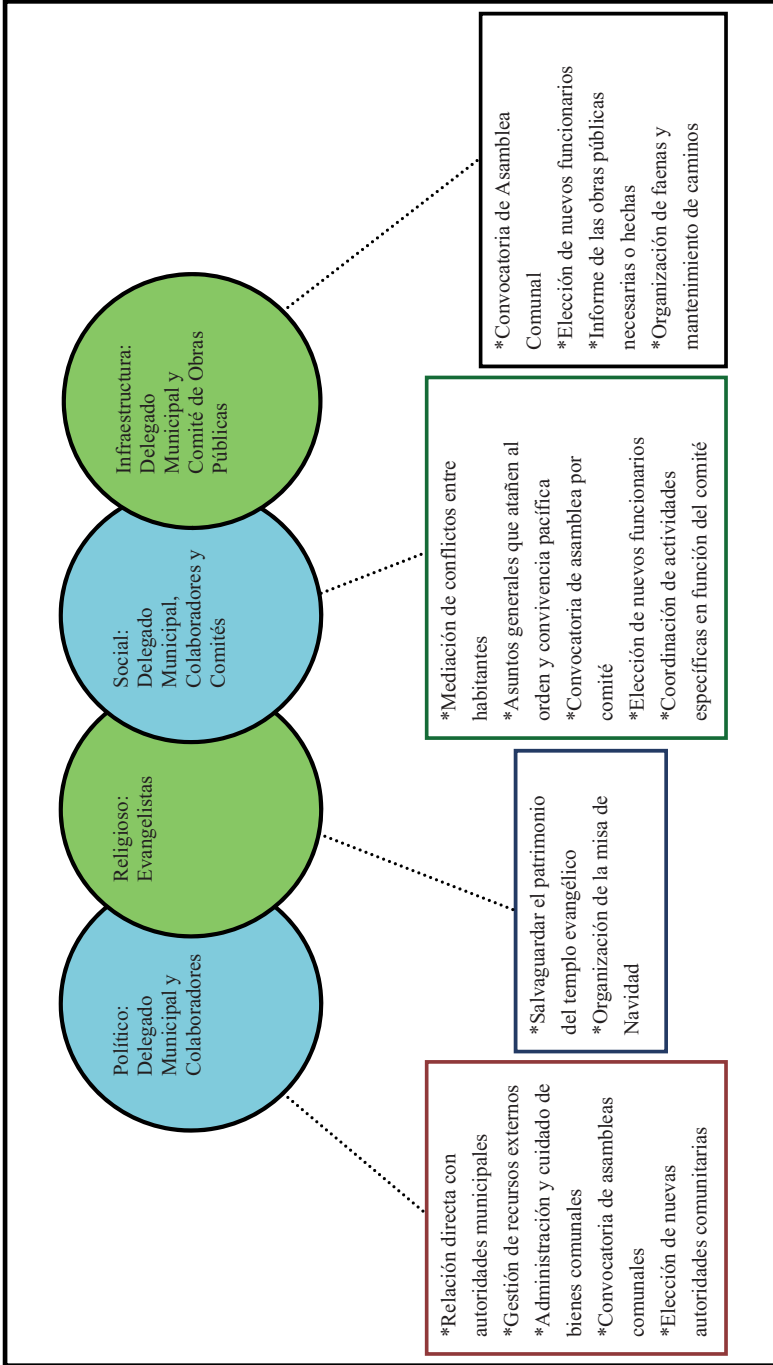 Político:
Delegado
Municipal y
Colaboradores
Religioso:
Evangelistas
Social:
Delegado
Municipal,
Colaboradores y
Comités
Infraestructura:
Delegado
Municipal y
Comité de Obras
Públicas
*Relación directa con
autoridades municipales
*Gestión de recursos externos
*Administración y cuidado de
bienes comunales
*Convocatoria de asambleas
comunales
*Elección de nuevas
autoridades comunitarias
*Salvaguardar el patrimonio
del templo evangélico
*Organización de la misa de
Navidad
*Mediación de conflictos entre
habitantes
*Asuntos generales que atañen al
orden y convivencia pacífica
*Convocatoria de asamblea por
comité
*Elección de nuevos funcionarios
*Coordinación de actividades
específicas en función del comité
*Convocatoria de Asamblea
Comunal
*Elección de nuevos funcionarios
*Informe de las obras públicas
necesarias o hechas
*Organización de faenas y
mantenimiento de caminos